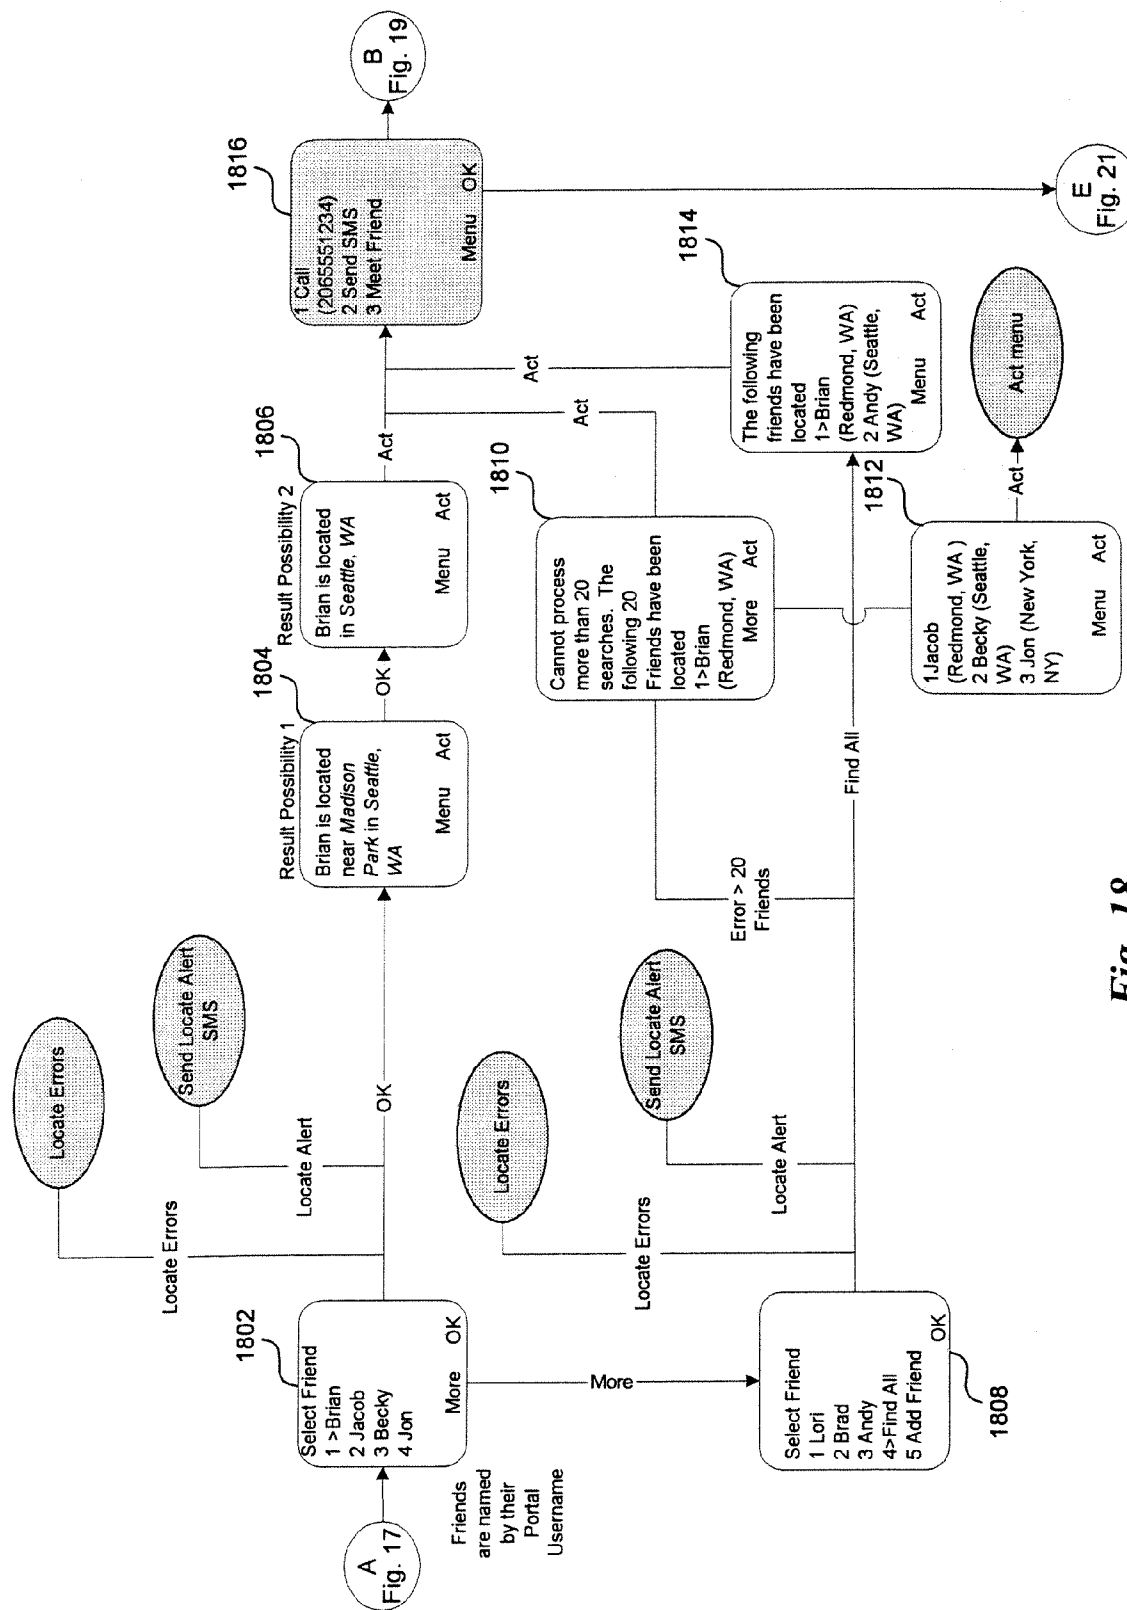 A
Fig. 17
Friends
are named
by their
Portal
Username
1802
Select Friend
1 >Brian
2 Jacob
3 Becky
4 Jon
More OK
More
1808
Select Friend
1 Lori
2 Brad
3 Andy
4>Find All
5 Add Friend
OK
Locate Errors
Locate Errors
Locate Alert
Send Locate Alert
SMS
OK
Locate Errors
Locate Errors
Locate Alert
Send Locate Alert
SMS
Result Possibility 1
1804
Brian is located
near Madison
Park in Seattle,
WA
Menu Act
OK
Result Possibility 2
1806
Brian is located
in Seattle, WA
Menu Act
Act
Error > 20
Friends
Find All
1810
Cannot process
more than 20
searches. The
following 20
Friends have been
located
1>Brian
(Redmond, WA)
More Act
Act
1812
1Jacob
(Redmond, WA )
2 Becky (Seattle,
WA)
3 Jon (New York,
NY)
Menu Act
Act
Act menu
1814
The following
friends have been
located
1>Brian
(Redmond, WA)
2 Andy (Seattle,
WA)
Menu Act
Act
1816
1 Call
(2065551234)
2 Send SMS
3 Meet Friend
Menu OK
B
Fig. 19
E
Fig. 21
Fig. 18